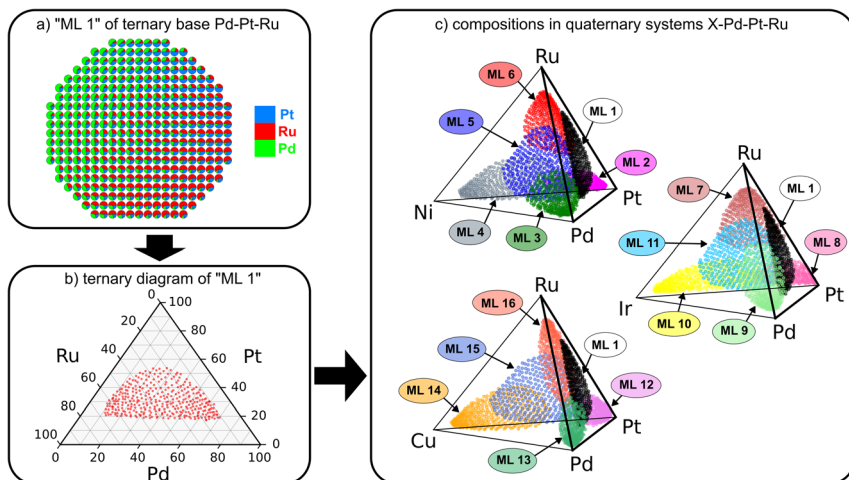 a) "ML 1" of ternary base Pd-Pt-Ru
Pt
Ru
Pd
b) ternary diagram of "ML 1"
0
100
20
80
Ru
Pt
40
60
60
40
80
20
100
0
0
20
40
60
80
100
Pd
c) compositions in quaternary systems X-Pd-Pt-Ru
Ru
ML 6
ML 5
ML 1
ML 2
Ni
Pt
ML 4
ML 3
Pd
Ru
ML 7
ML 1
ML 11
ML 8
Ir
Pt
ML 10
ML 9
Pd
Ru
ML 16
ML 15
ML 1
ML 14
ML 12
Cu
Pt
ML 13
Pd